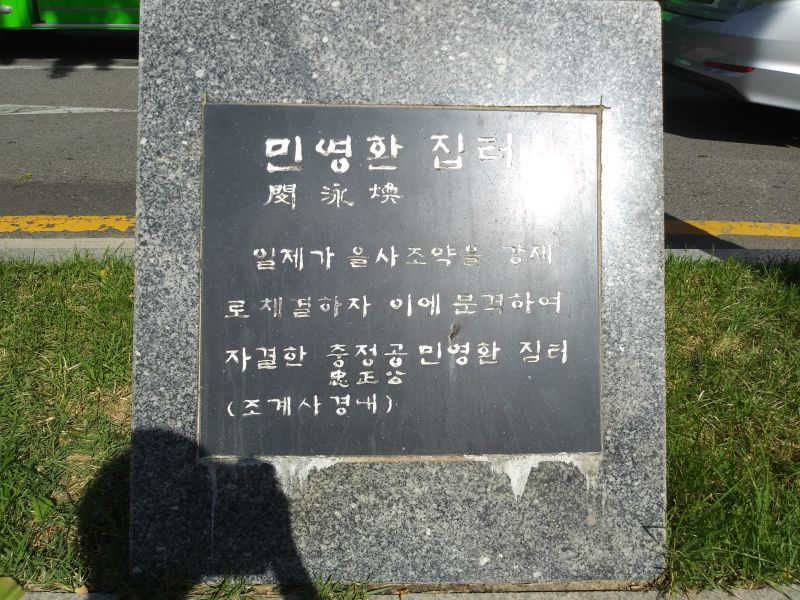 민영환 집터
閔泳煥
일제가 을사조약을 강제
로 체결하자 이에 분격하여
자결한 충정공 민영환 집터
忠正公
(조계사경내)